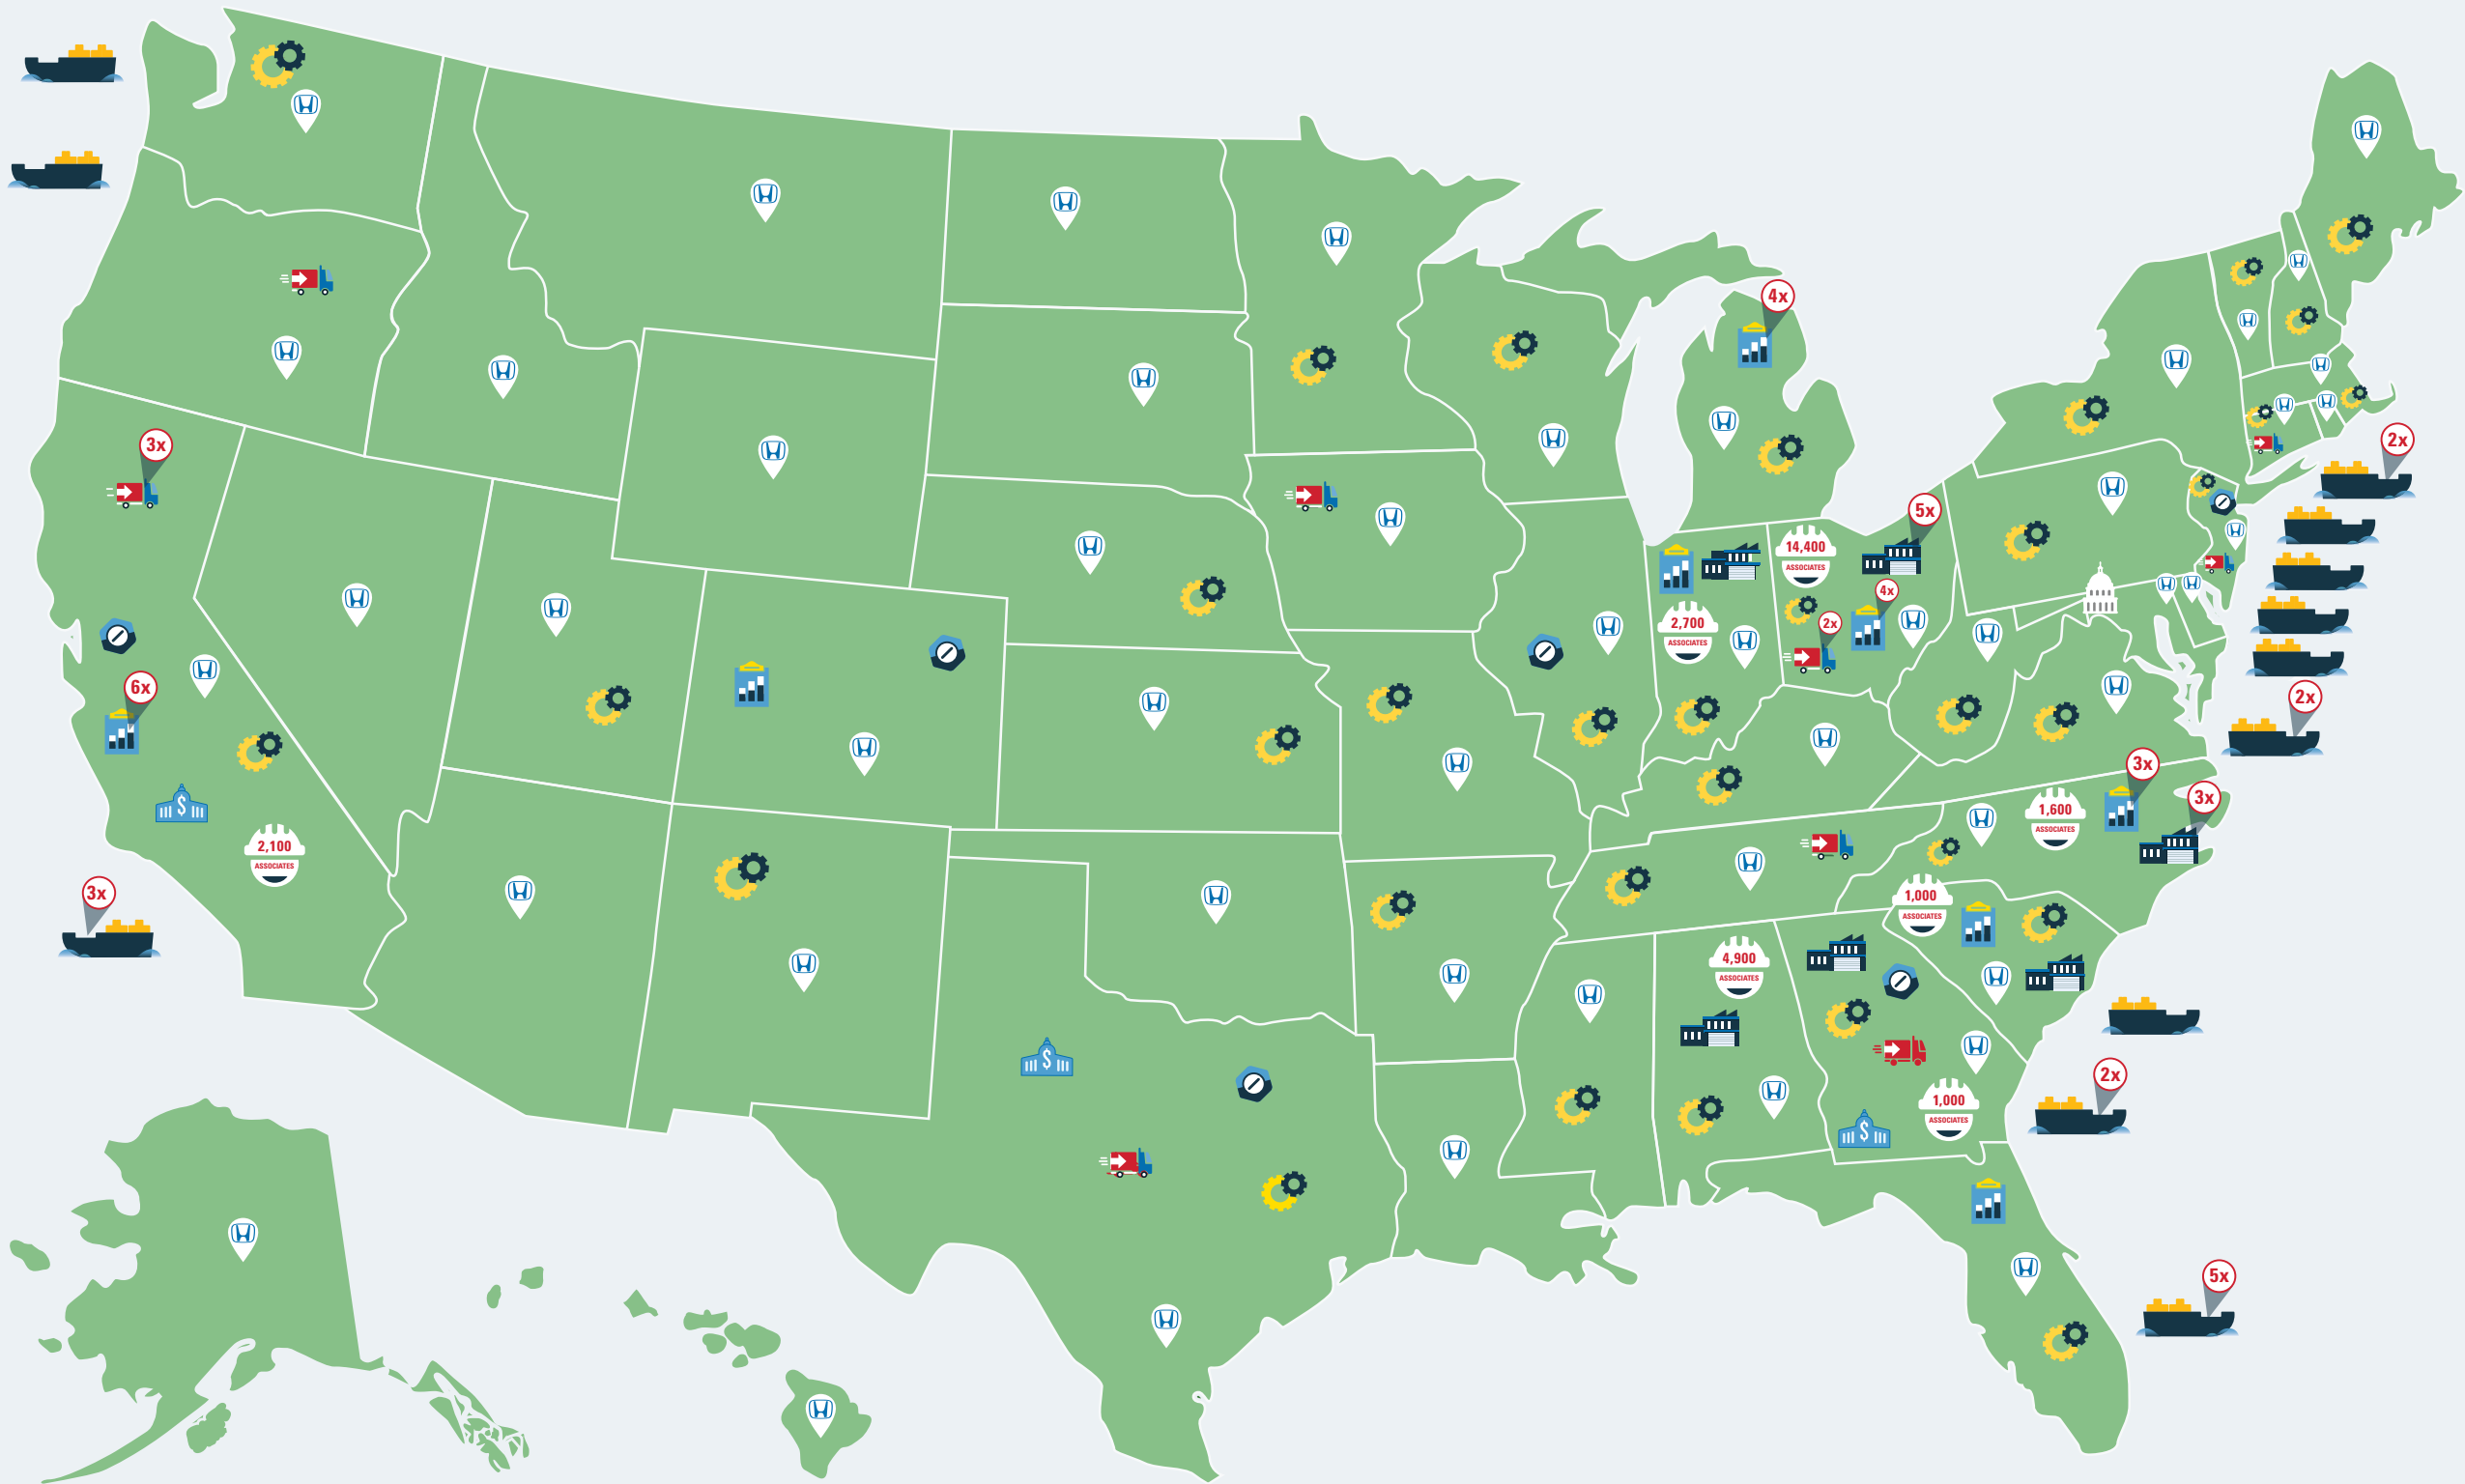 4x
3x
2x
5x
14,400
ASSOCIATES
4x
2,700
ASSOCIATES
2x
6x
2x
$
3x
3x
1,600
ASSOCIATES
2,100
ASSOCIATES
3x
1,000
ASSOCIATES
4,900
ASSOCIATES
$
2x
1,000
ASSOCIATES
$
5x